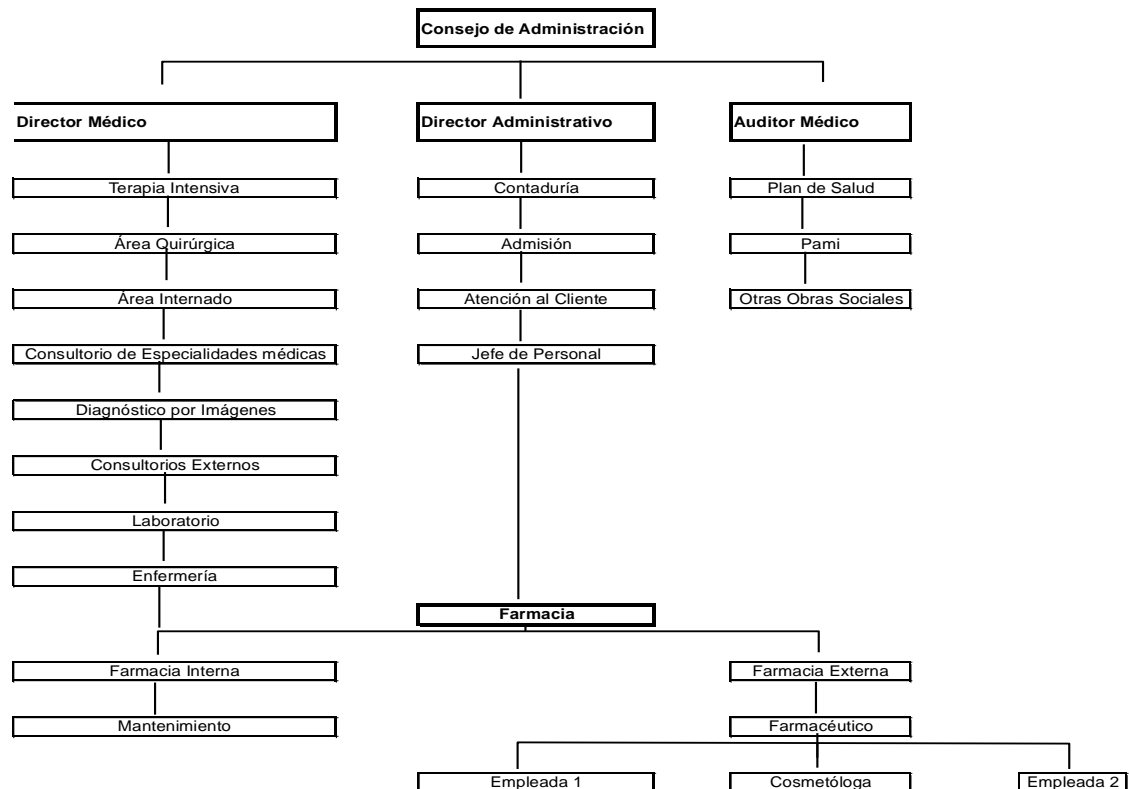 Consejo de Administración
Director Médico
Director Administrativo
Auditor Médico
Terapia Intensiva
Contaduría
Plan de Salud
Área Quirúrgica
Admisión
Pami
Área Internado
Atención al Cliente
Otras Obras Sociales
Consultorio de Especialidades médicas
Jefe de Personal
Diagnóstico por Imágenes
Consultorios Externos
Laboratorio
Enfermería
Farmacia
Farmacia Interna
Farmacia Externa
Mantenimiento
Farmacéutico
Empleada 1
Cosmetóloga
Empleada 2